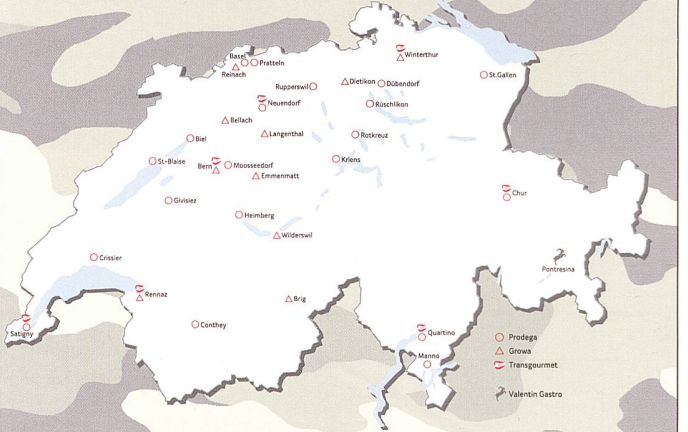 Basel
Pratteln
Reinach
Winterthur
St.Gallen
Rupperswil
Dietikon
Dübendorf
Neuendorf
Rüschlikon
Bellach
Langenthal
Rotkreuz
Biel
St-Blaise
Bern
Moosseedorf
Kriens
Emmenmatt
Chur
Givisiez
Heimberg
Wilderswil
Crissier
Pontresina
Rennaz
Brig
Conthey
Satigny
Quartino
Manno
Prodega
Growa
Transgourmet
Valentin Gastro